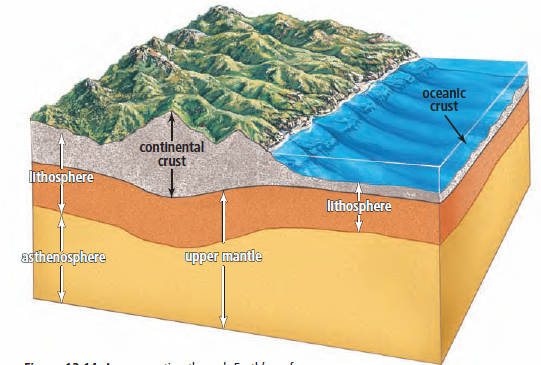 oceanic
crust
continental
crust
lithosphere
lithosphere
asthenosphere
upper mantle